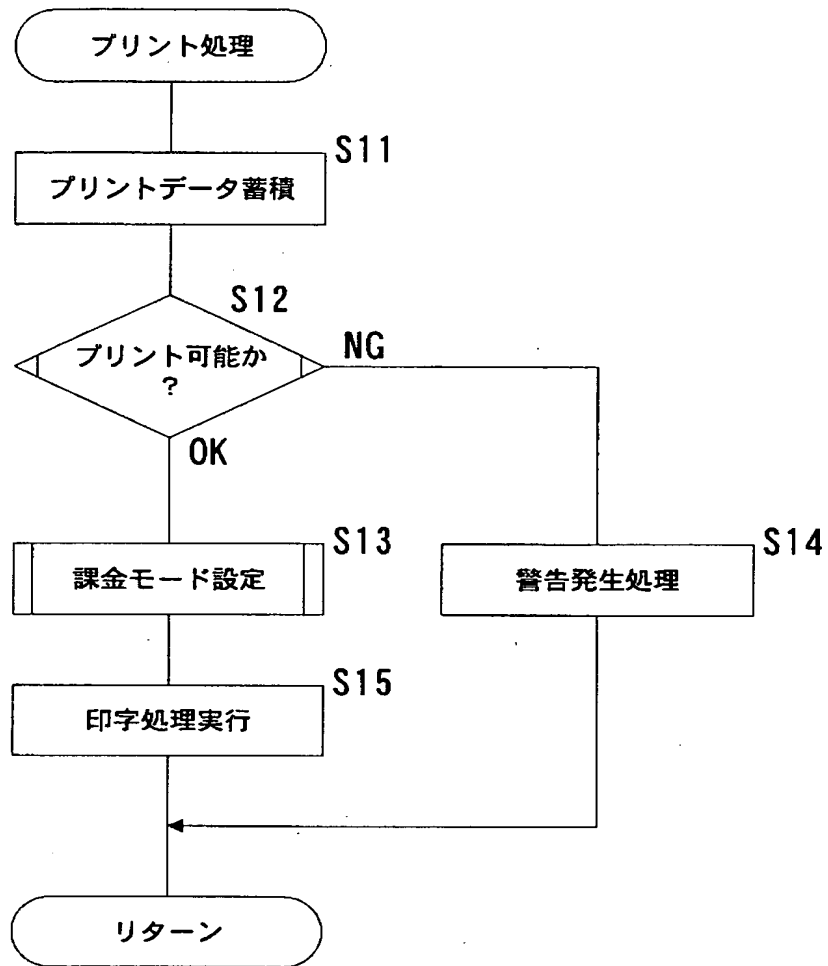 プリント処理
S11
プリントデータ蓄積
S12
プリント可能か
？
NG
OK
S13
課金モード設定
S14
警告発生処理
S15
印字処理実行
リターン